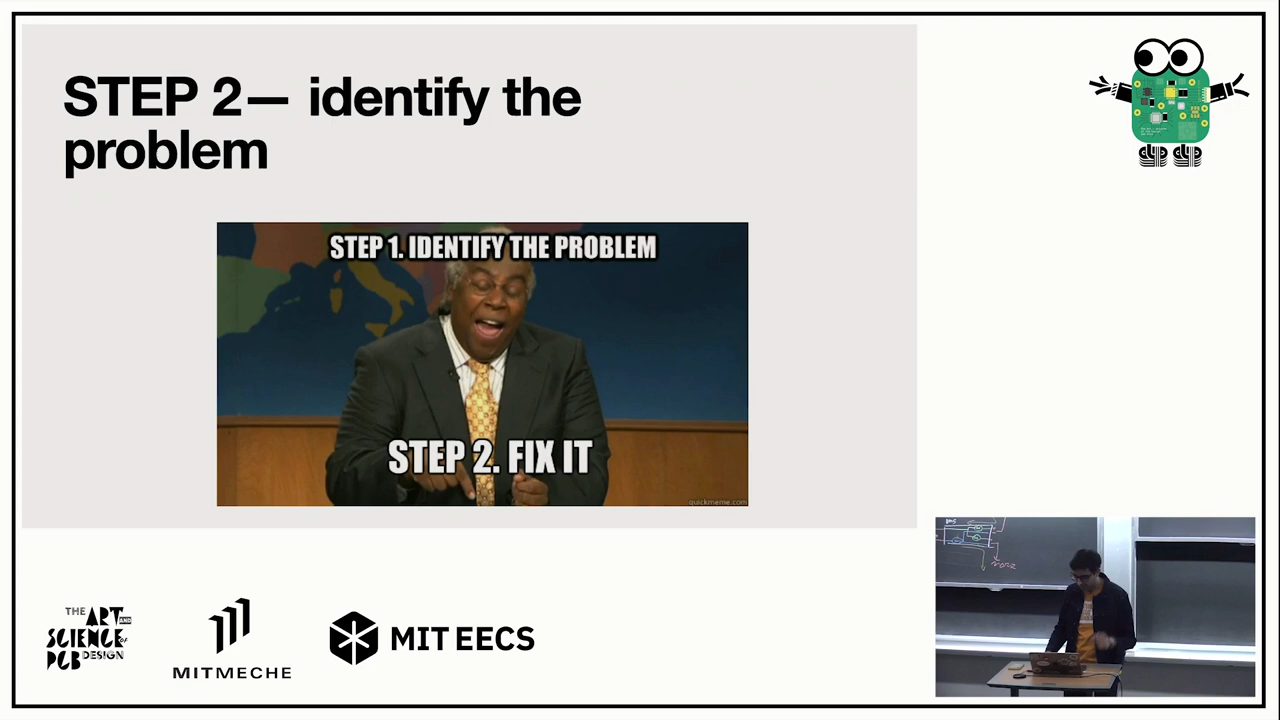 STEP 2— identify the
problem
STEP 1. IDENTIFY THE PROBLEM
STEP 2. FIX IT
quickmeme.com
THE ART AND
SCIENCE of
PCB DESIGN
MITMECHE
MIT EECS